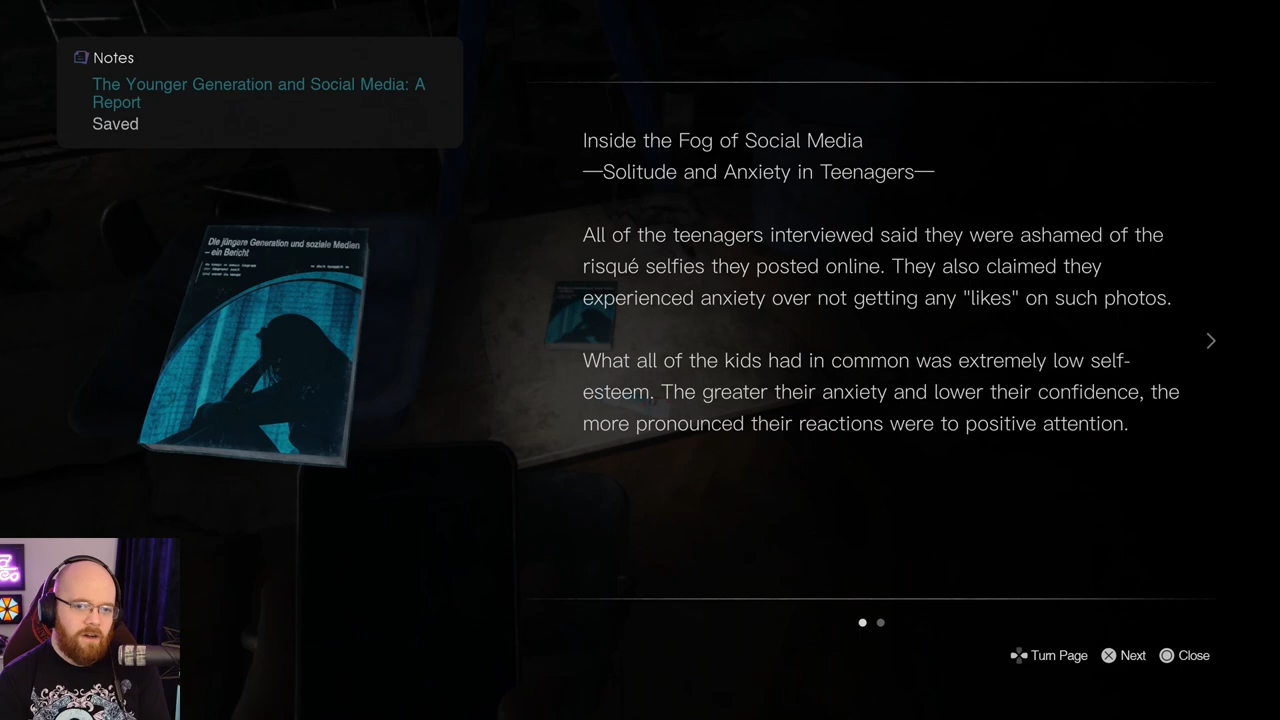 Notes
The Younger Generation and Social Media: A
Report
Saved
Die jüngere Generation und soziale Medien
– ein Bericht
Inside the Fog of Social Media
—Solitude and Anxiety in Teenagers—
All of the teenagers interviewed said they were ashamed of the
risqué selfies they posted online. They also claimed they
experienced anxiety over not getting any "likes" on such photos.
What all of the kids had in common was extremely low self-
esteem. The greater their anxiety and lower their confidence, the
more pronounced their reactions were to positive attention.
Turn Page
Next
Close